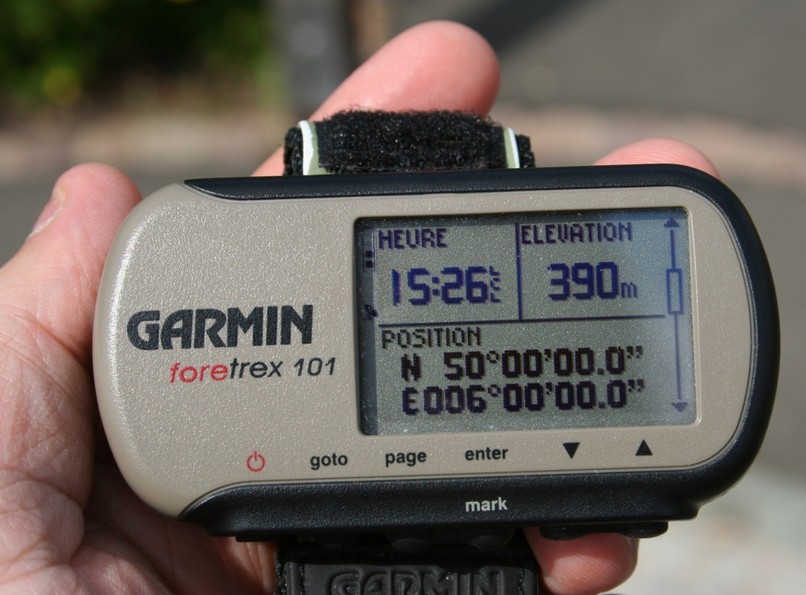 GARMIN
foretrex 101
HEURE
15:26
ELEVATION
390m
POSITION
N 50°00'00.0"
E006°00'00.0"
goto page enter
mark
GARMIN